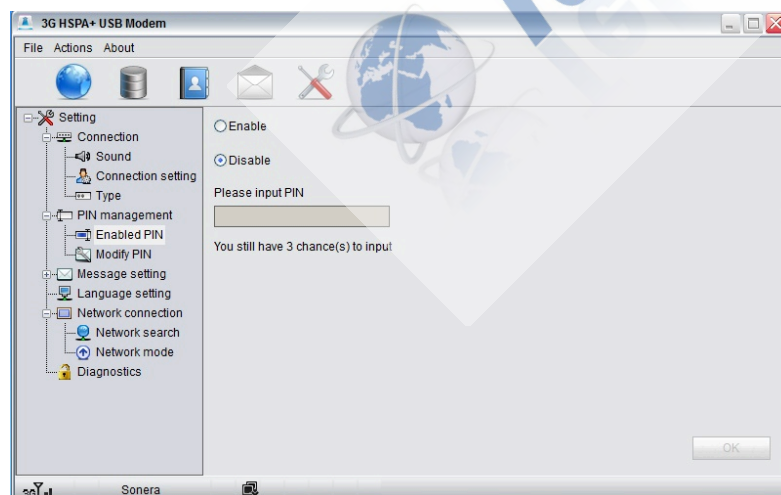 3G HSPA+ USB Modem
File Actions About
Setting
Connection
Sound
Connection setting
Type
PIN management
Enabled PIN
Modify PIN
Message setting
Language setting
Network connection
Network search
Network mode
Diagnostics
Enable
Disable
Please input PIN
You still have 3 chance(s) to input
OK
3G Sonera